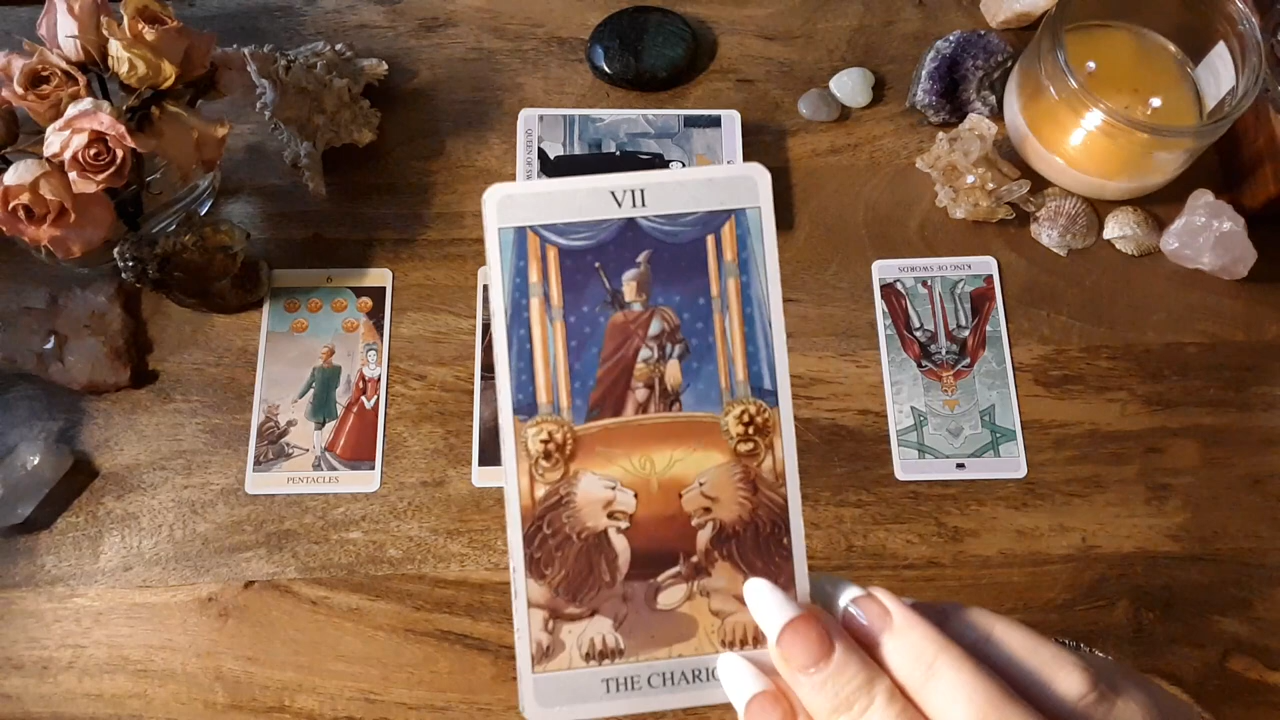 QUEEN OF SW
VII
6
KING OF SWORDS
PENTACLES
THE CHARIO